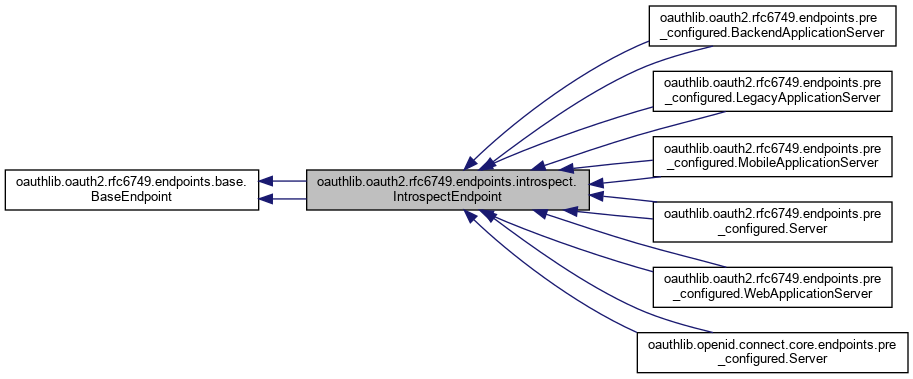 oauthlib.oauth2.rfc6749.endpoints.base.
BaseEndpoint
oauthlib.oauth2.rfc6749.endpoints.introspect.
IntrospectEndpoint
oauthlib.oauth2.rfc6749.endpoints.pre
_configured.BackendApplicationServer
oauthlib.oauth2.rfc6749.endpoints.pre
_configured.LegacyApplicationServer
oauthlib.oauth2.rfc6749.endpoints.pre
_configured.MobileApplicationServer
oauthlib.oauth2.rfc6749.endpoints.pre
_configured.Server
oauthlib.oauth2.rfc6749.endpoints.pre
_configured.WebApplicationServer
oauthlib.openid.connect.core.endpoints.pre
_configured.Server